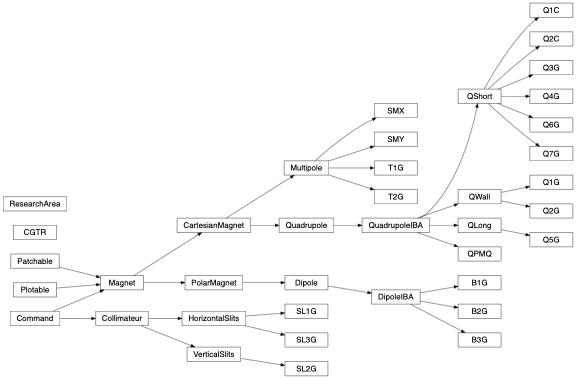 Q1C
Q2C
Q3G
QShort
Q4G
SMX
Q6G
SMY
Q7G
Multipole
T1G
Q1G
T2G
QWall
ResearchArea
Q2G
CartesianMagnet
Quadrupole
QuadrupoleIBA
QLong
CGTR
Q5G
QPMQ
Patchable
Magnet
PolarMagnet
Dipole
B1G
Plotable
DipoleIBA
B2G
SL1G
Command
Collimateur
HorizontalSlits
B3G
SL3G
VerticalSlits
SL2G